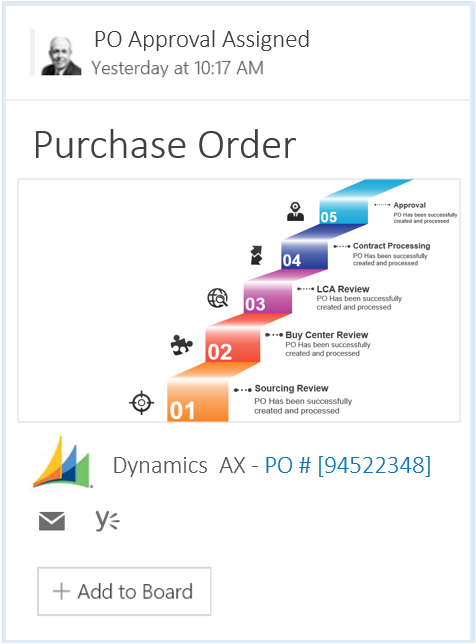 PO Approval Assigned
Yesterday at 10:17 AM
Purchase Order
05
Approval
PO Has been successfully
created and processed
04
Contract Processing
PO Has been successfully
created and processed
03
LCA Review
PO Has been successfully
created and processed
02
Buy Center Review
PO Has been successfully
created and processed
01
Sourcing Review
PO Has been successfully
created and processed
Dynamics AX - PO # [94522348]
+ Add to Board